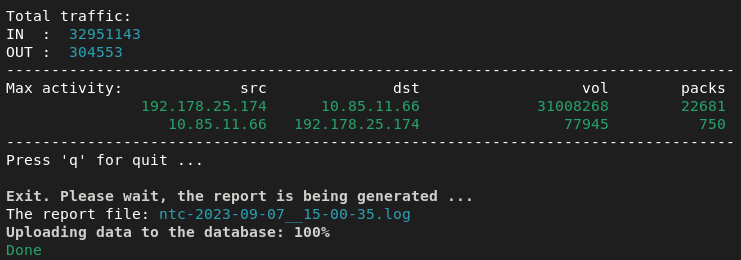 Total traffic:
IN  :  32951143
OUT :  304553
---------------------------------------------------------------------------------
Max activity:             src              dst                  vol        packs
               192.178.25.174      10.85.11.66             31008268        22681
                  10.85.11.66   192.178.25.174                77945          750
---------------------------------------------------------------------------------
Press 'q' for quit ...

Exit. Please wait, the report is being generated ...
The report file: ntc-2023-09-07__15-00-35.log
Uploading data to the database: 100%
Done